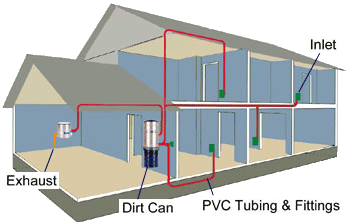 Inlet
Exhaust
Dirt Can
PVC Tubing & Fittings